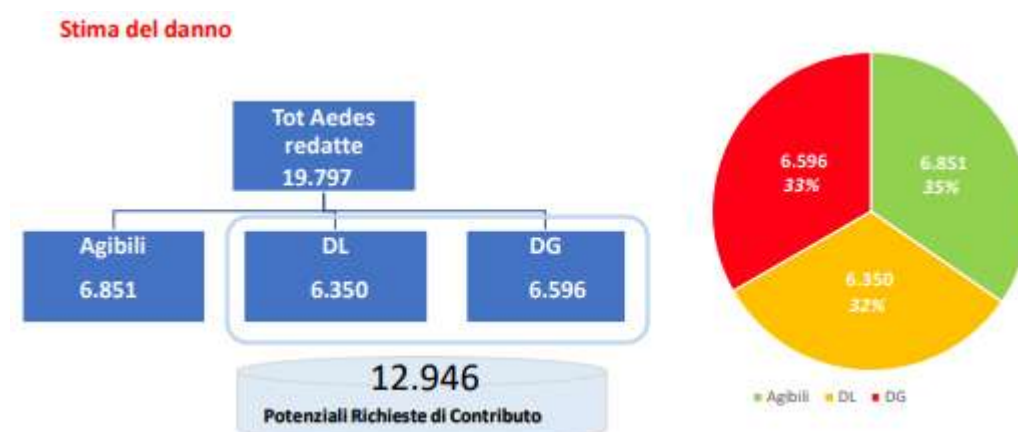 Stima del danno
Tot Aedes
redatte
19.797
Agibili
6.851
DL
6.350
DG
6.596
12.946
Potenziali Richieste di Contributo
6.596
33%
6.851
35%
6.350
32%
Agibili DL DG